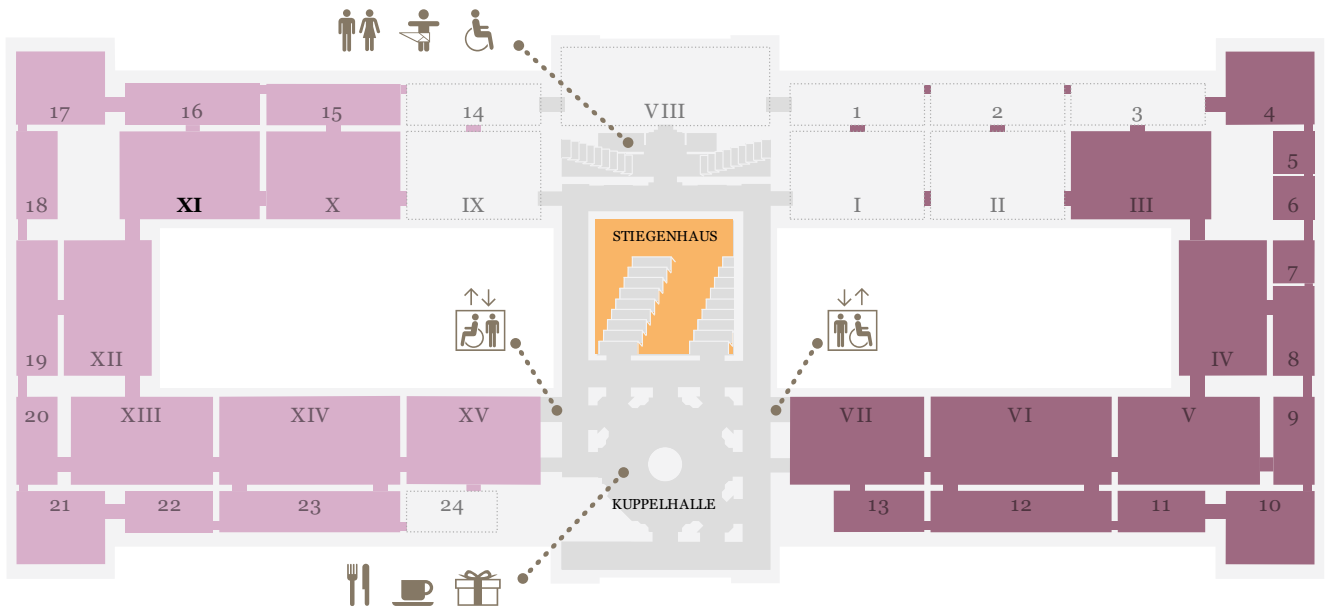 17
16
15
14
VIII
1
2
3
4
5
18
XI
X
IX
I
II
III
6
STIEGENHAUS
7
19
XII
IV
8
20
XIII
XIV
XV
VII
VI
V
9
21
22
23
24
KUPPELHALLE
13
12
11
10